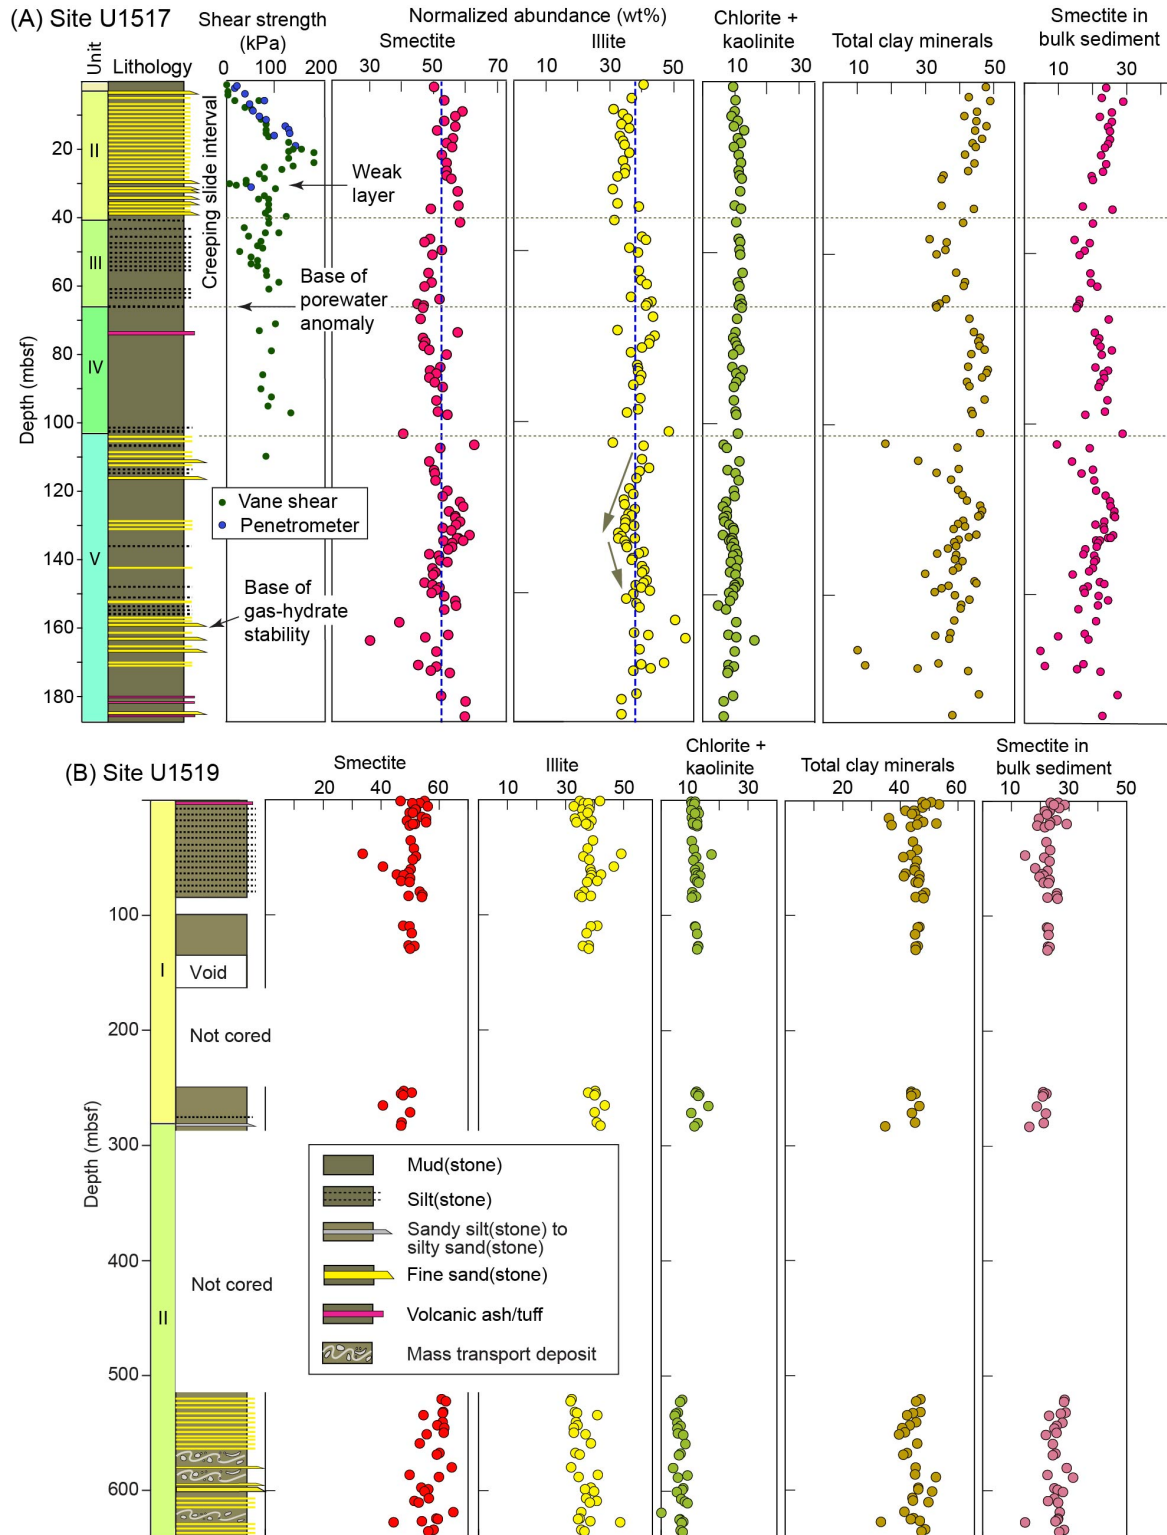 (A) Site U1517
Shear strength
(kPa)
0 100 200
Normalized abundance (wt%)
Smectite
30 50 70
Illite
10 30 50
Chlorite +
kaolinite
10 30
Total clay minerals
10 30 50
Smectite in
bulk sediment
10 30
Unit
Lithology
Depth (mbsf)
20
40
60
80
100
120
140
160
180
II
III
IV
V
Creeping slide interval
Weak
layer
Base of
porewater
anomaly
Vane shear
Penetrometer
Base of
gas-hydrate
stability
(B) Site U1519
Smectite
20 40 60
Illite
10 30 50
Chlorite +
kaolinite
10 30
Total clay minerals
20 40 60
Smectite in
bulk sediment
10 30 50
Depth (mbsf)
100
200
300
400
500
600
I
II
Void
Not cored
Not cored
Mud(stone)
Silt(stone)
Sandy silt(stone) to
silty sand(stone)
Fine sand(stone)
Volcanic ash/tuff
Mass transport deposit